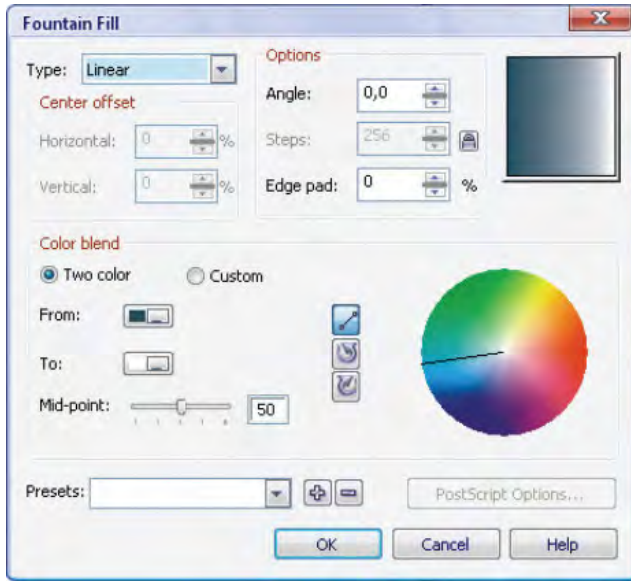 Fountain Fill
Type: Linear
Center offset
Horizontal: 0 %
Vertical: 0 %
Options
Angle: 0,0
Steps: 256
Edge pad: 0 %
Color blend
Two color Custom
From:
To:
Mid-point: 50
Presets:
PostScript Options...
OK Cancel Help